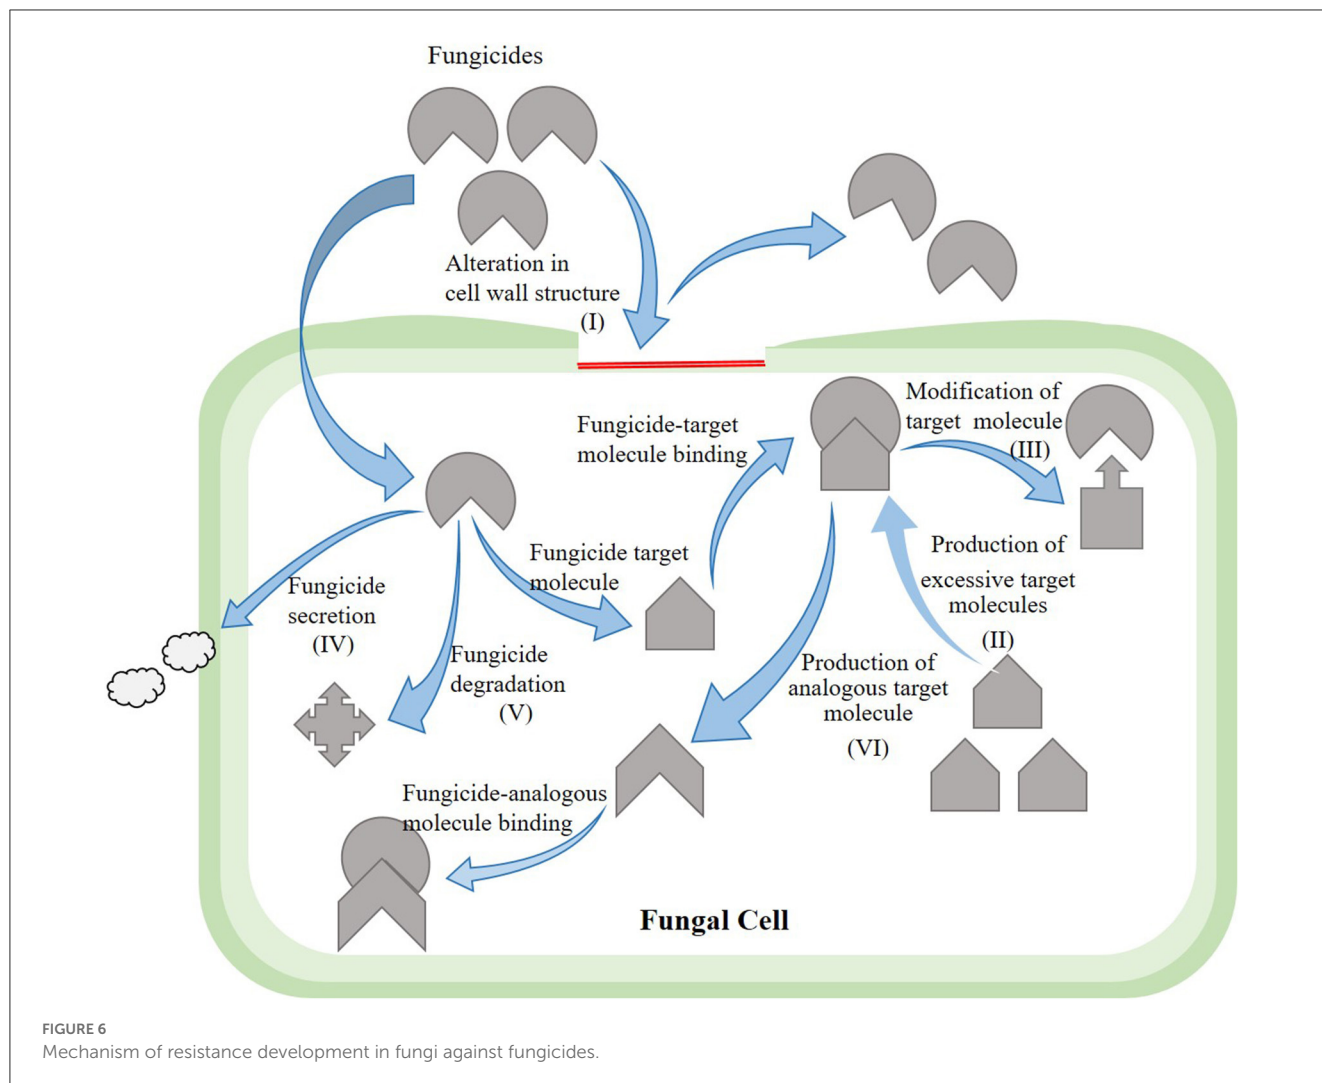 Fungicides
Alteration in
cell wall structure
(I)
Fungicide-target
molecule binding
Modification of
target molecule
(III)
Fungicide target
molecule
Production of
excessive target
molecules
(II)
Fungicide
secretion
(IV)
Fungicide
degradation
(V)
Production of
analogous target
molecule
(VI)
Fungicide-analogous
molecule binding
Fungal Cell
FIGURE 6
Mechanism of resistance development in fungi against fungicides.